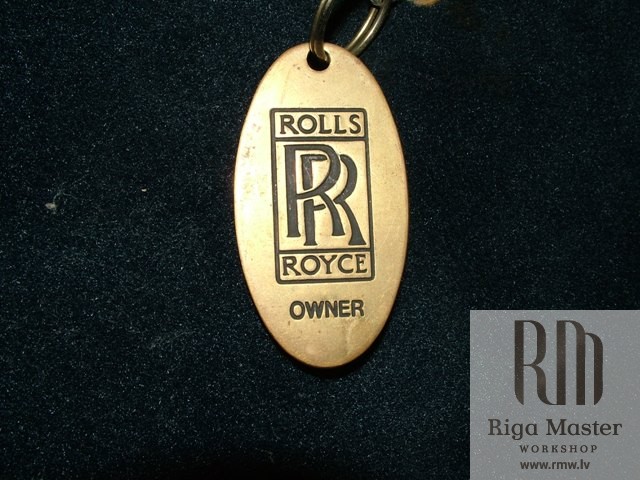 ROLLS
RR
ROYCE
OWNER
RM
Riga Master
WORKSHOP
www.rmw.lv